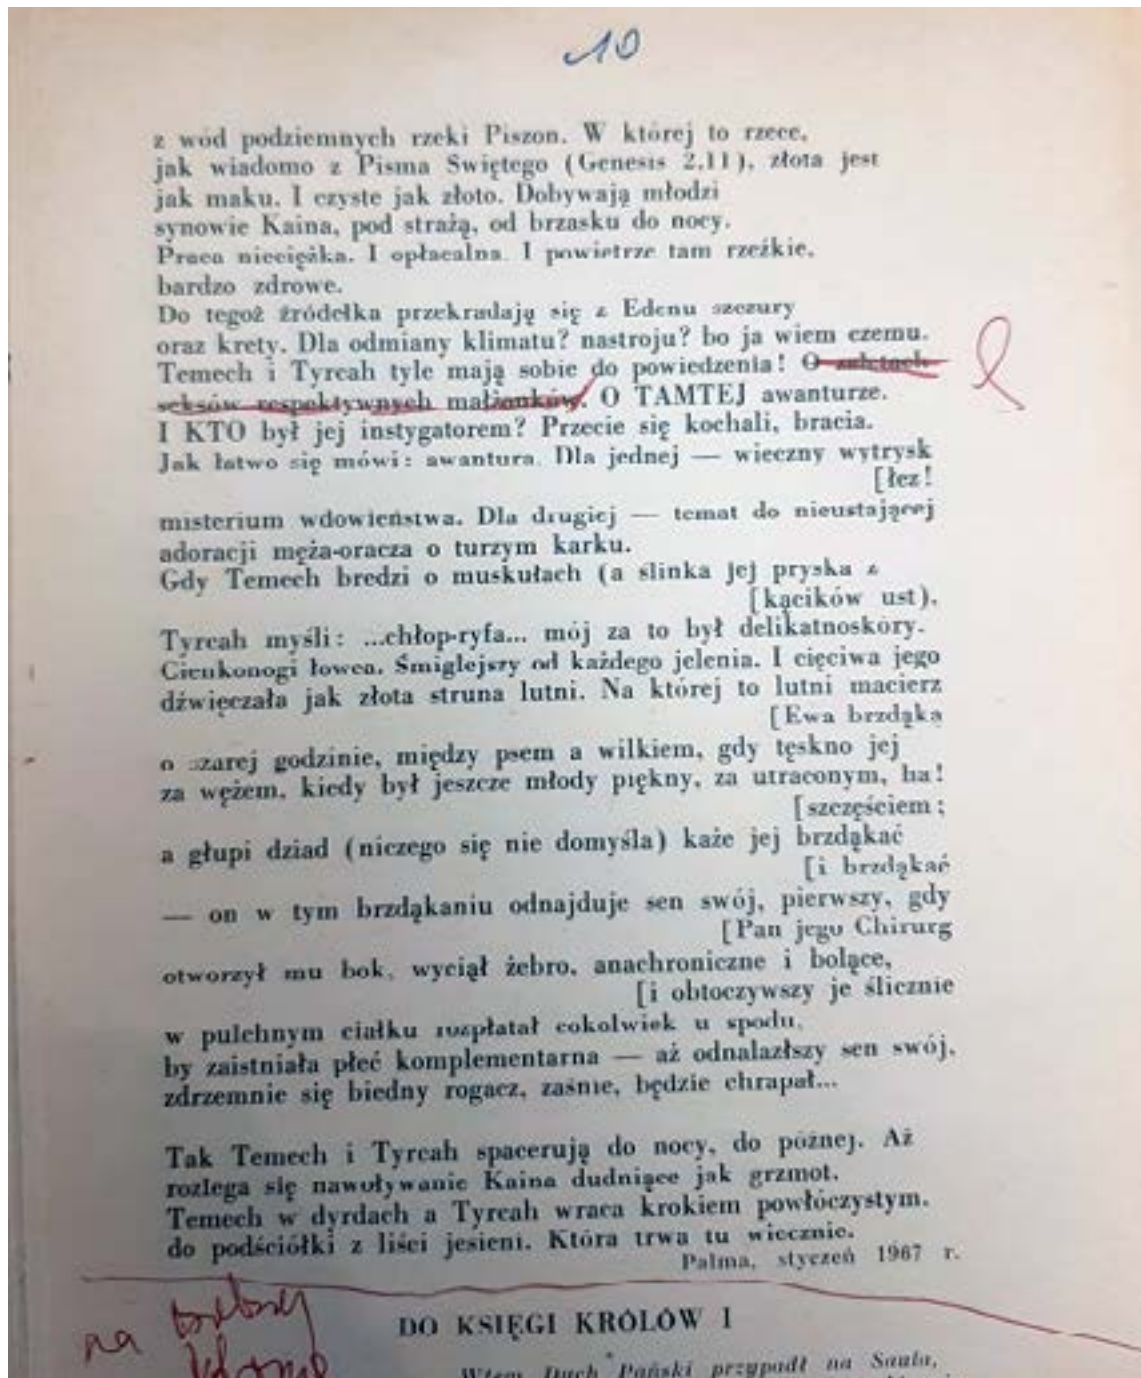 10
z wód podziemnych rzeki Piszon. W której to rzece,
jak wiadomo z Pisma Swiętego (Genesis 2,11), złota jest
jak maku. I czyste jak złoto. Dobywają młodzi
synowie Kaina, pod strażą, od brzasku do nocy.
Praca nieciężka. I opłacalna. I powietrze tam rzeźkie,
bardzo zdrowe.
Do tegoż źródełka przekradają się z Edenu szczury
oraz krety. Dla odmiany klimatu? nastroju? bo ja wiem czemu.
Temech i Tyrcah tyle mają sobie do powiedzenia! O zaletach
seksów respektywnych małżonków. O TAMTEJ awanturze.
I KTO był jej instygatorem? Przecie się kochali, bracia.
Jak łatwo się mówi: awantura. Dla jednej — wieczny wytrysk
[łez!
misterium wdowieństwa. Dla drugiej — temat do nieustającej
adoracji męża-oracza o turzym karku.
Gdy Temech bredzi o muskułach (a ślinka jej pryska z
[kącików ust),
Tyrcah myśli: ...chłop-ryfa... mój za to był delikatnoskóry.
Cienkonogi łowca. Śmiglejszy od każdego jelenia. I cięciwa jego
dźwięczała jak złota struna lutni. Na której to lutni macierz
[Ewa brzdąka
o szarej godzinie, między psem a wilkiem, gdy tęskno jej
za wężem, kiedy był jeszcze młody piękny, za utraconym, ha!
[szczęściem;
a głupi dziad (niczego się nie domyśla) każe jej brzdąkać
[i brzdąkać
— on w tym brzdąkaniu odnajduje sen swój, pierwszy, gdy
[Pan jego Chirurg
otworzył mu bok, wyciął żebro, anachroniczne i bolące,
[i obtoczywszy je ślicznie
w pulchnym ciałku rozpłatał cokolwiek u spodu,
by zaistniała płeć komplementarna — aż odnalazłszy sen swój,
zdrzemnie się biedny rogacz, zaśnie, będzie chrapał...
Tak Temech i Tyrcah spacerują do nocy, do późnej. Aż
rozlega się nawoływanie Kaina dudniące jak grzmot.
Temech w dyrdach a Tyrcah wraca krokiem powłóczystym.
do podściółki z liści jesieni. Która trwa tu wiecznie.
Palma, styczeń 1967 r.
na
DO KSIĘGI KRÓLÓW I
Wtem Duch Pański przypadł na Saula,